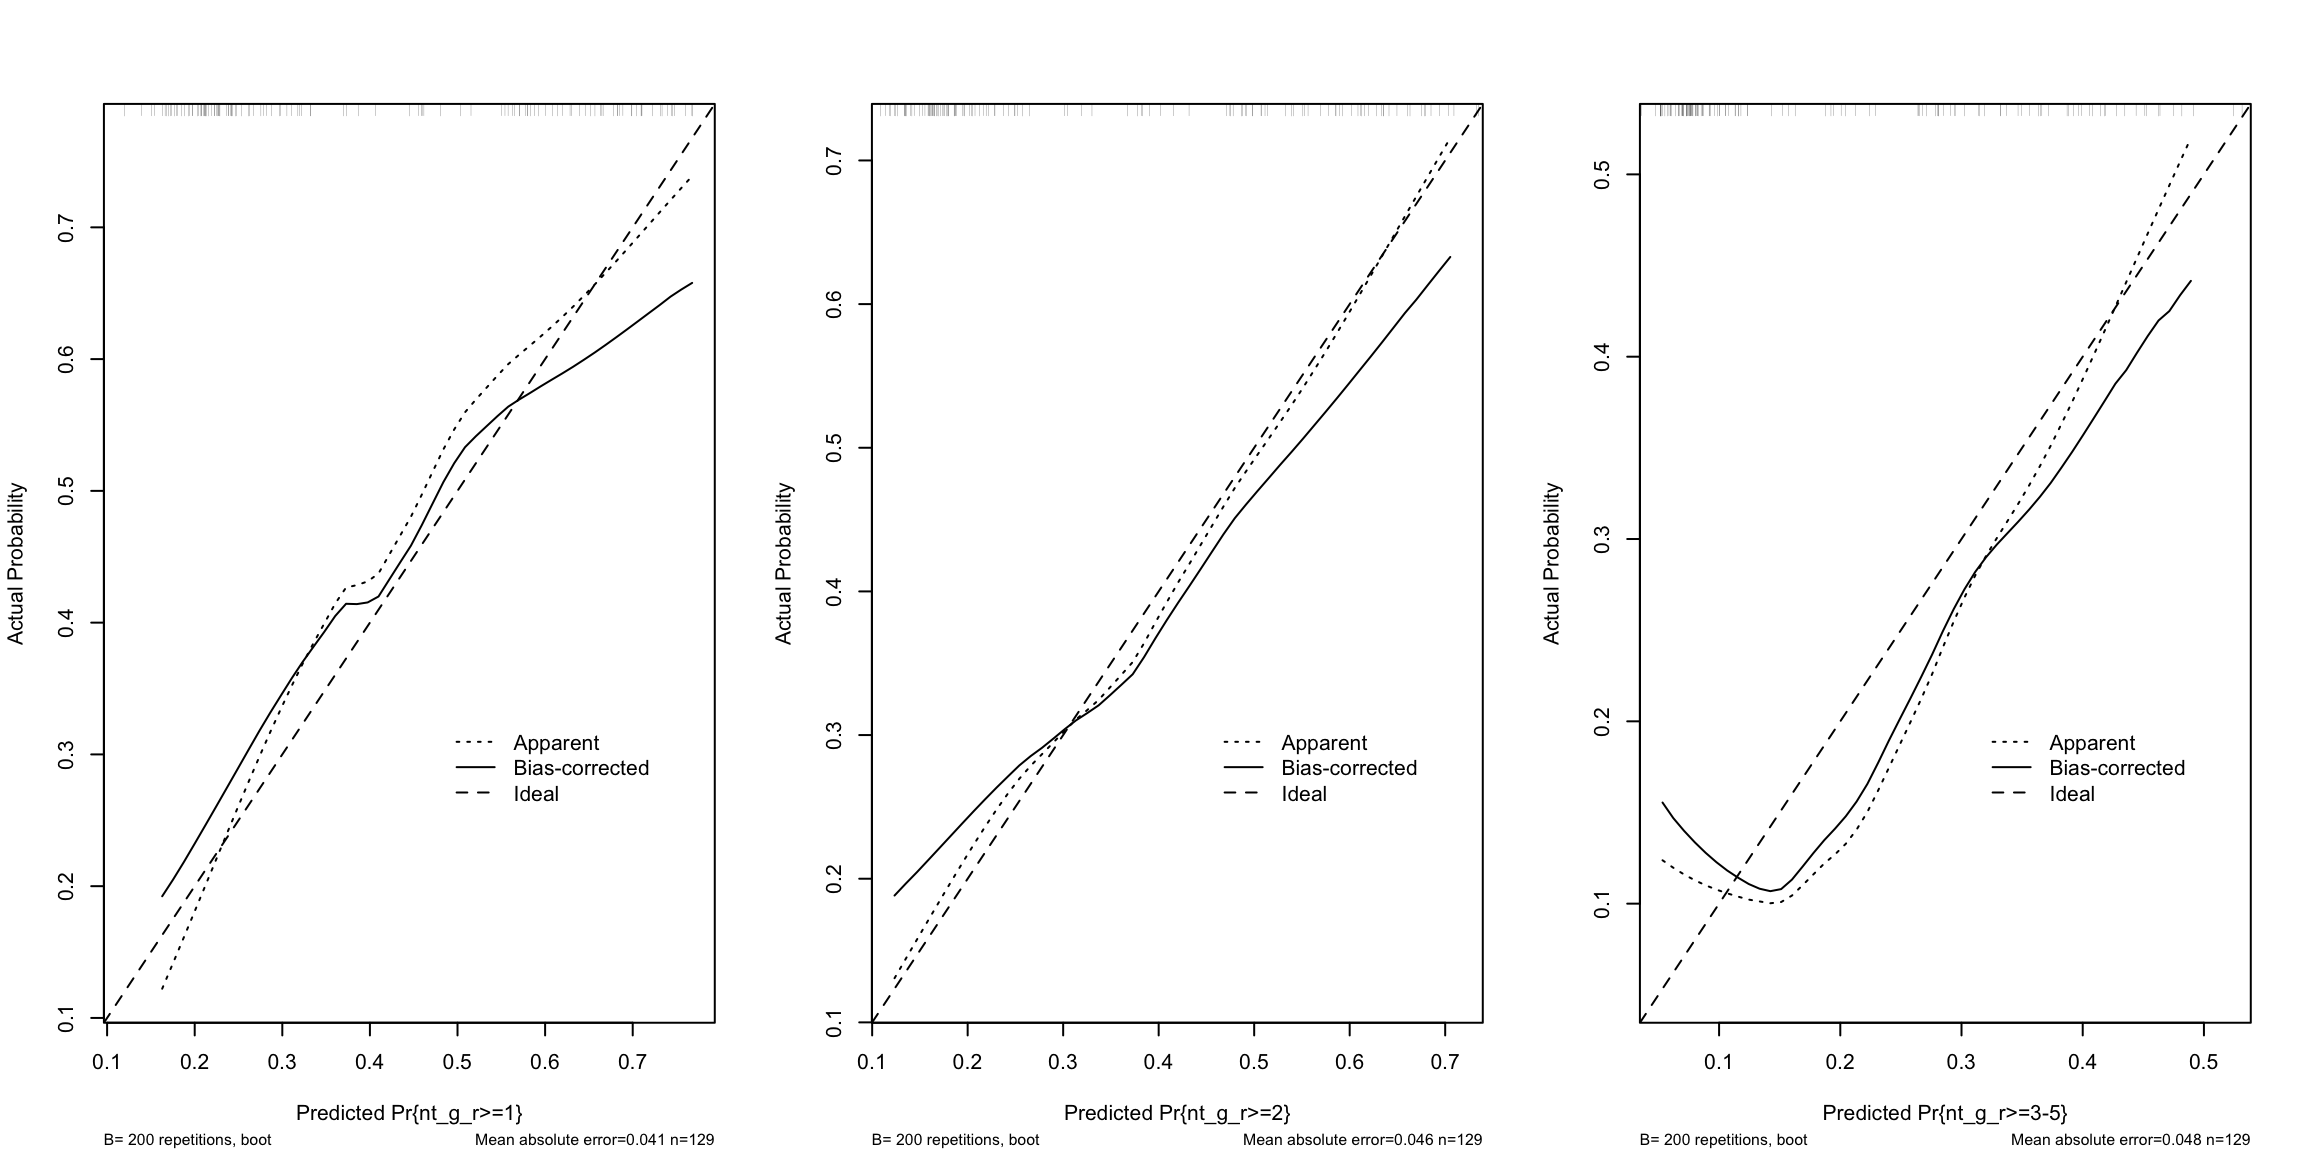 Actual Probability
0.1 0.2 0.3 0.4 0.5 0.6 0.7
Apparent
Bias-corrected
Ideal
0.1 0.2 0.3 0.4 0.5 0.6 0.7
Predicted Pr{nt_g_r>=1}
B= 200 repetitions, boot
Mean absolute error=0.041 n=129
Actual Probability
0.1 0.2 0.3 0.4 0.5 0.6 0.7
Apparent
Bias-corrected
Ideal
0.1 0.2 0.3 0.4 0.5 0.6 0.7
Predicted Pr{nt_g_r>=2}
B= 200 repetitions, boot
Mean absolute error=0.046 n=129
Actual Probability
0.1 0.2 0.3 0.4 0.5
Apparent
Bias-corrected
Ideal
0.1 0.2 0.3 0.4 0.5
Predicted Pr{nt_g_r>=3-5}
B= 200 repetitions, boot
Mean absolute error=0.048 n=129